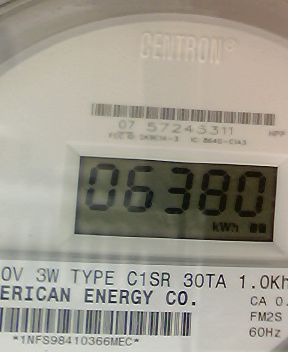 CENTRON®
07 57243311
HPP
06380
kWh
0V 3W TYPE C1SR 30TA 1.0Kh
ERICAN ENERGY CO.
CA 0.
FM2S
60Hz
*1NFS98410366MEC*